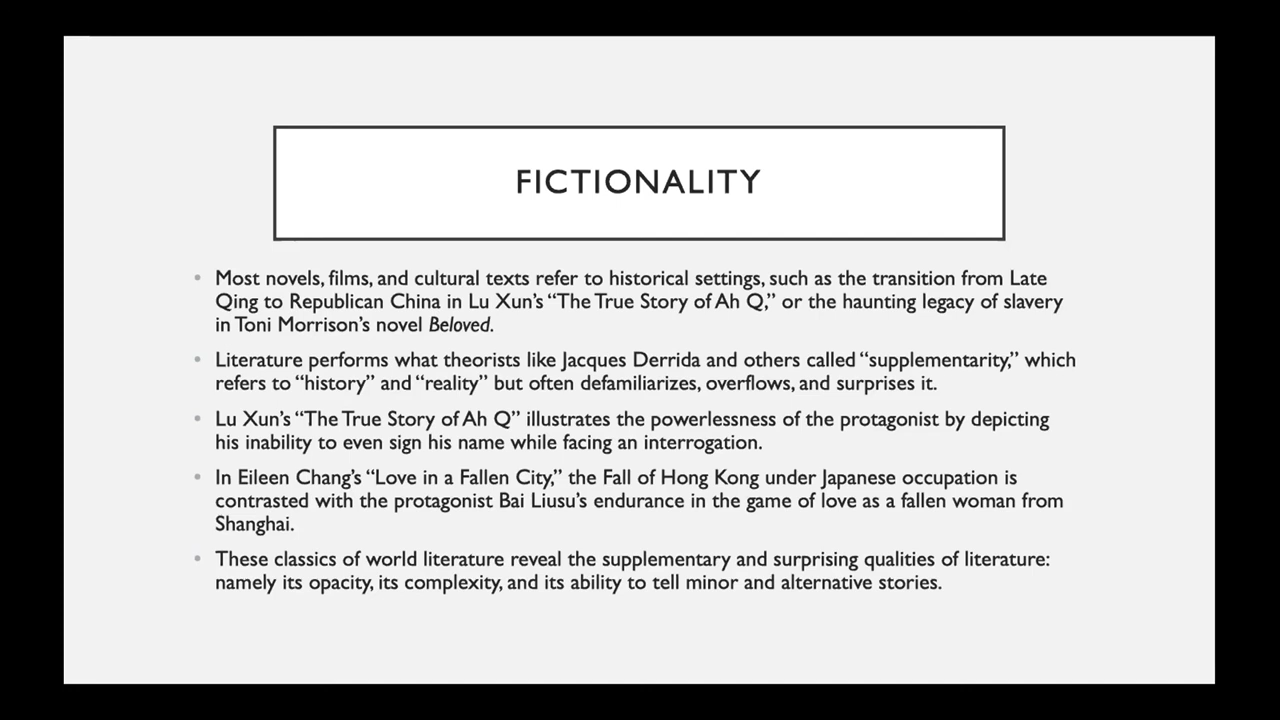 FICTIONALITY
• Most novels, films, and cultural texts refer to historical settings, such as the transition from Late
Qing to Republican China in Lu Xun's “The True Story of Ah Q,” or the haunting legacy of slavery
in Toni Morrison's novel Beloved.
• Literature performs what theorists like Jacques Derrida and others called “supplementarity,” which
refers to “history” and “reality” but often defamiliarizes, overflows, and surprises it.
• Lu Xun's “The True Story of Ah Q” illustrates the powerlessness of the protagonist by depicting
his inability to even sign his name while facing an interrogation.
• In Eileen Chang's “Love in a Fallen City,” the Fall of Hong Kong under Japanese occupation is
contrasted with the protagonist Bai Liusu's endurance in the game of love as a fallen woman from
Shanghai.
• These classics of world literature reveal the supplementary and surprising qualities of literature:
namely its opacity, its complexity, and its ability to tell minor and alternative stories.